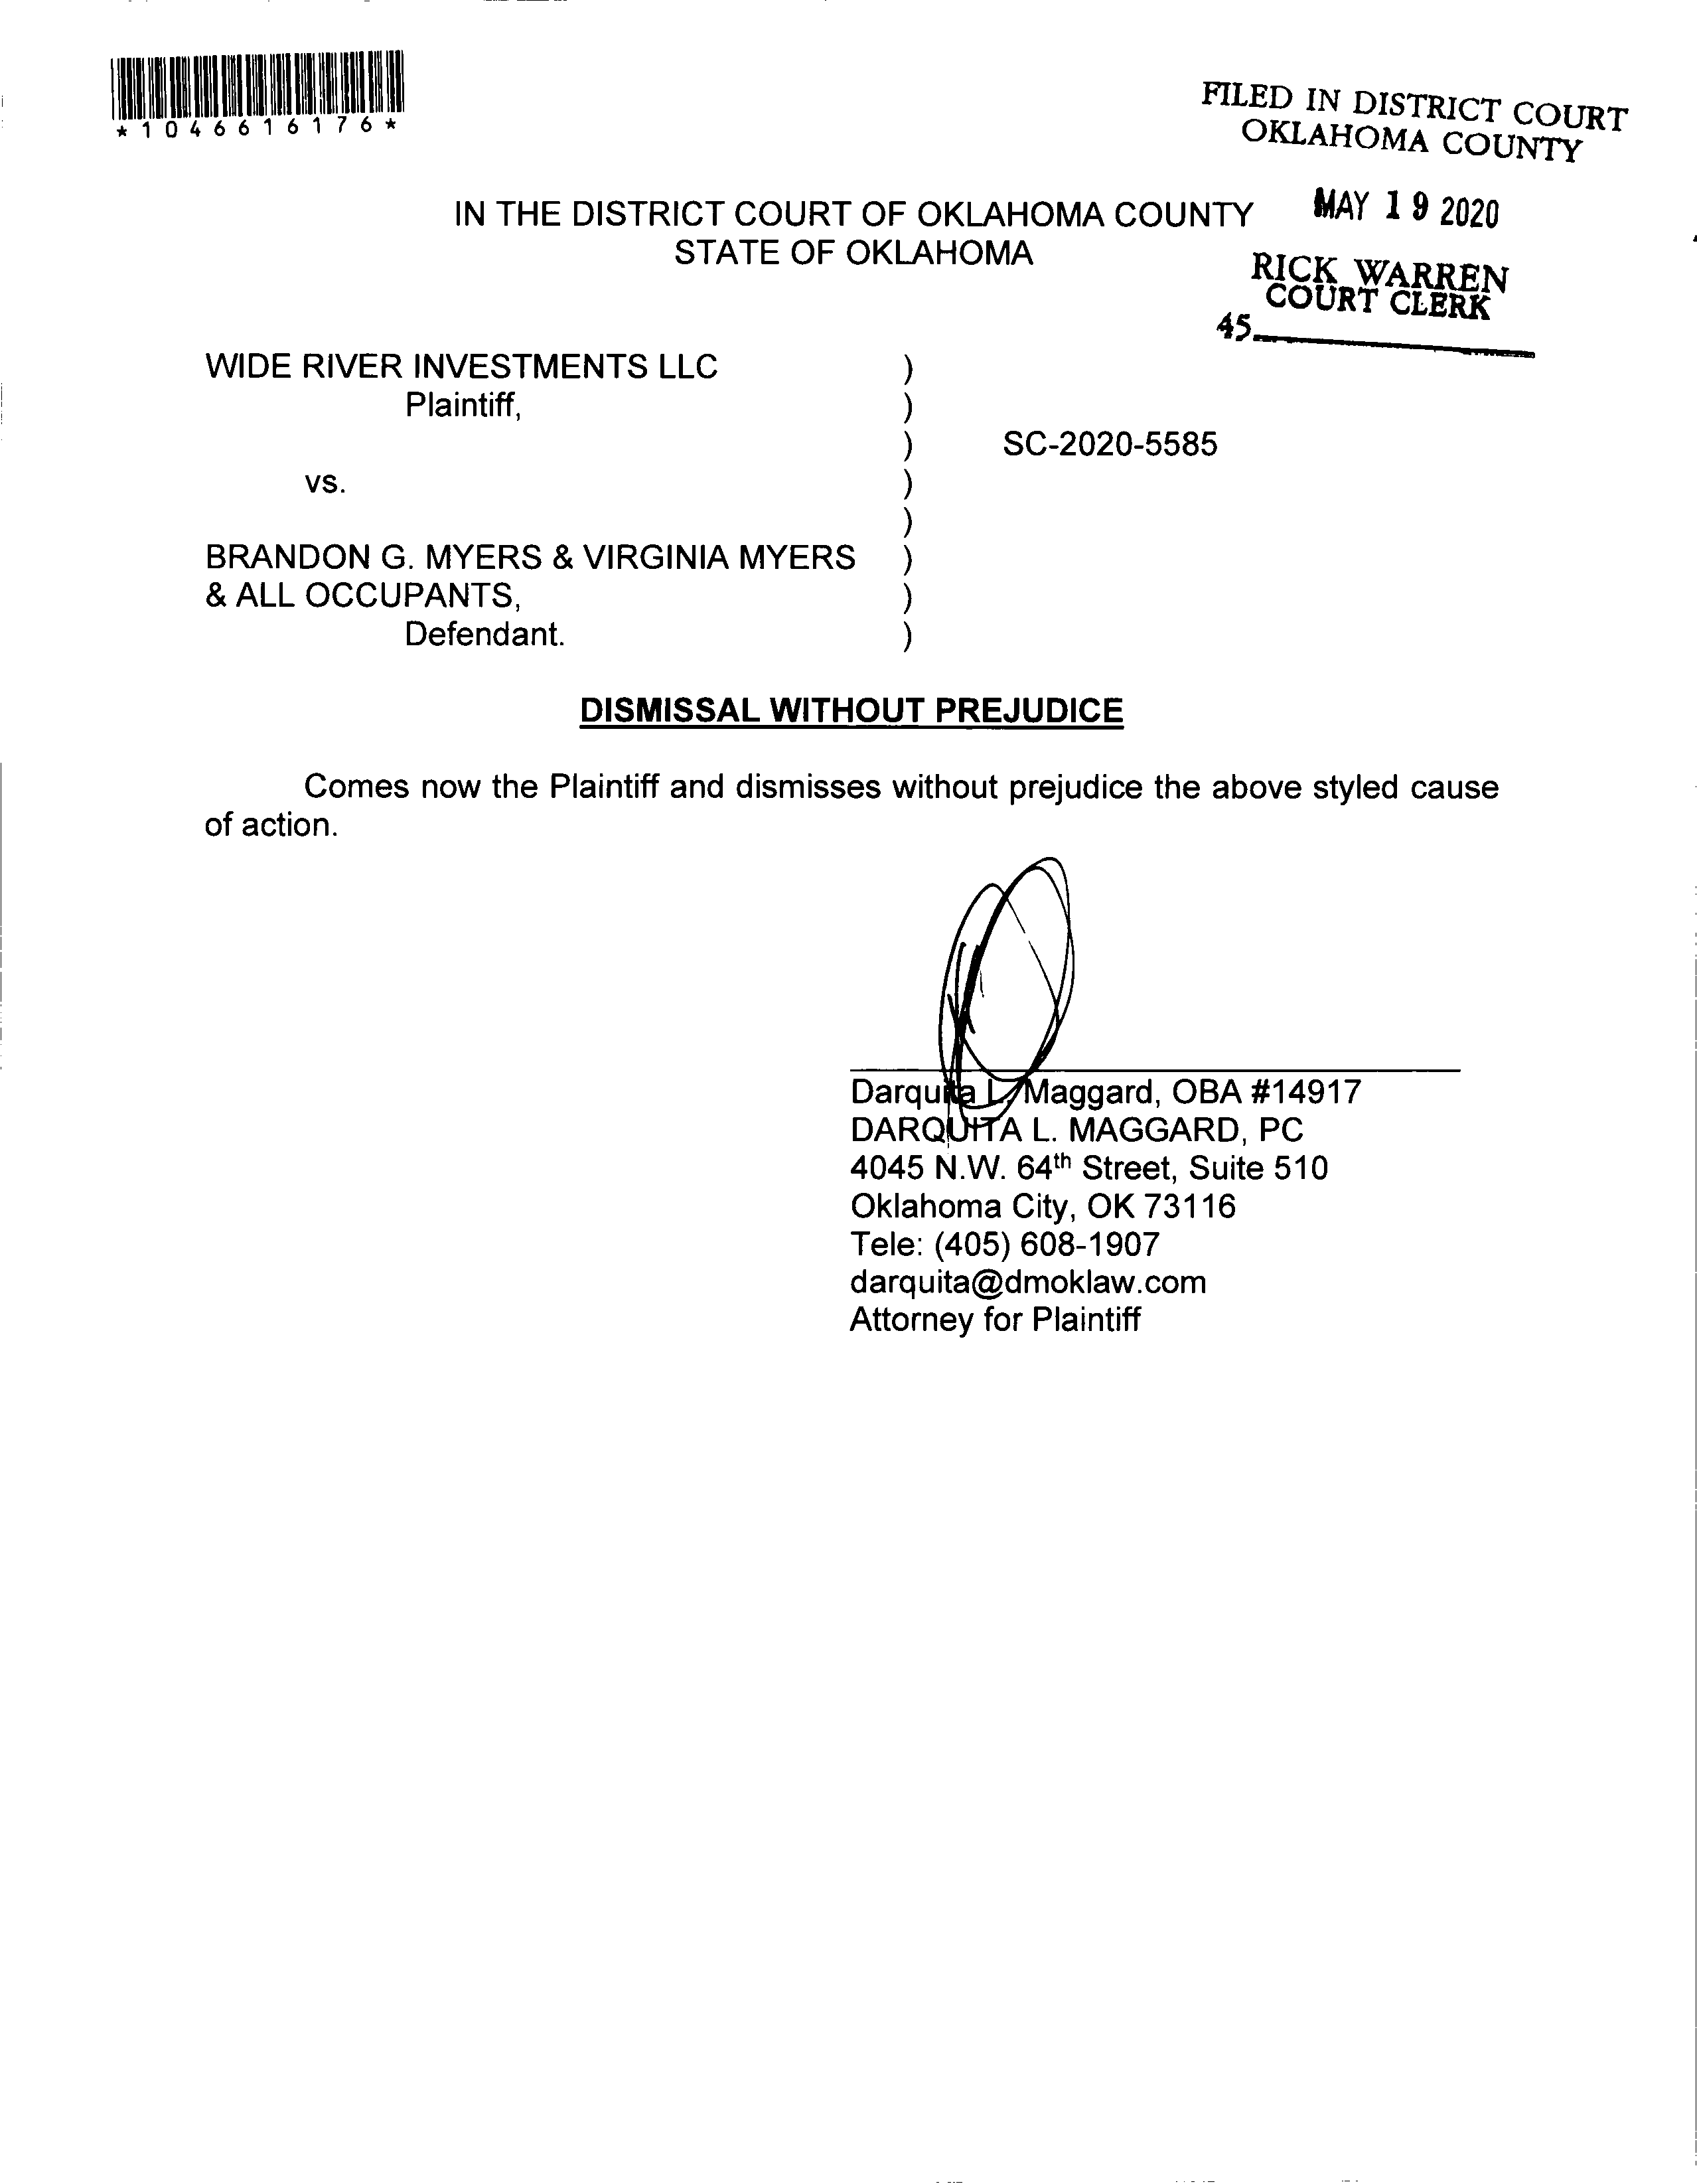 *1046616176*
FILED IN DISTRICT COURT
OKLAHOMA COUNTY
MAY 19 2020
RICK WARREN
COURT CLERK
45
IN THE DISTRICT COURT OF OKLAHOMA COUNTY
STATE OF OKLAHOMA
WIDE RIVER INVESTMENTS LLC )
Plaintiff, )
) SC-2020-5585
vs. )
)
BRANDON G. MYERS & VIRGINIA MYERS )
& ALL OCCUPANTS, )
Defendant. )
DISMISSAL WITHOUT PREJUDICE
Comes now the Plaintiff and dismisses without prejudice the above styled cause
of action.
Darquita L. Maggard, OBA #14917
DARQUITA L. MAGGARD, PC
4045 N.W. 64th Street, Suite 510
Oklahoma City, OK 73116
Tele: (405) 608-1907
darquita@dmoklaw.com
Attorney for Plaintiff